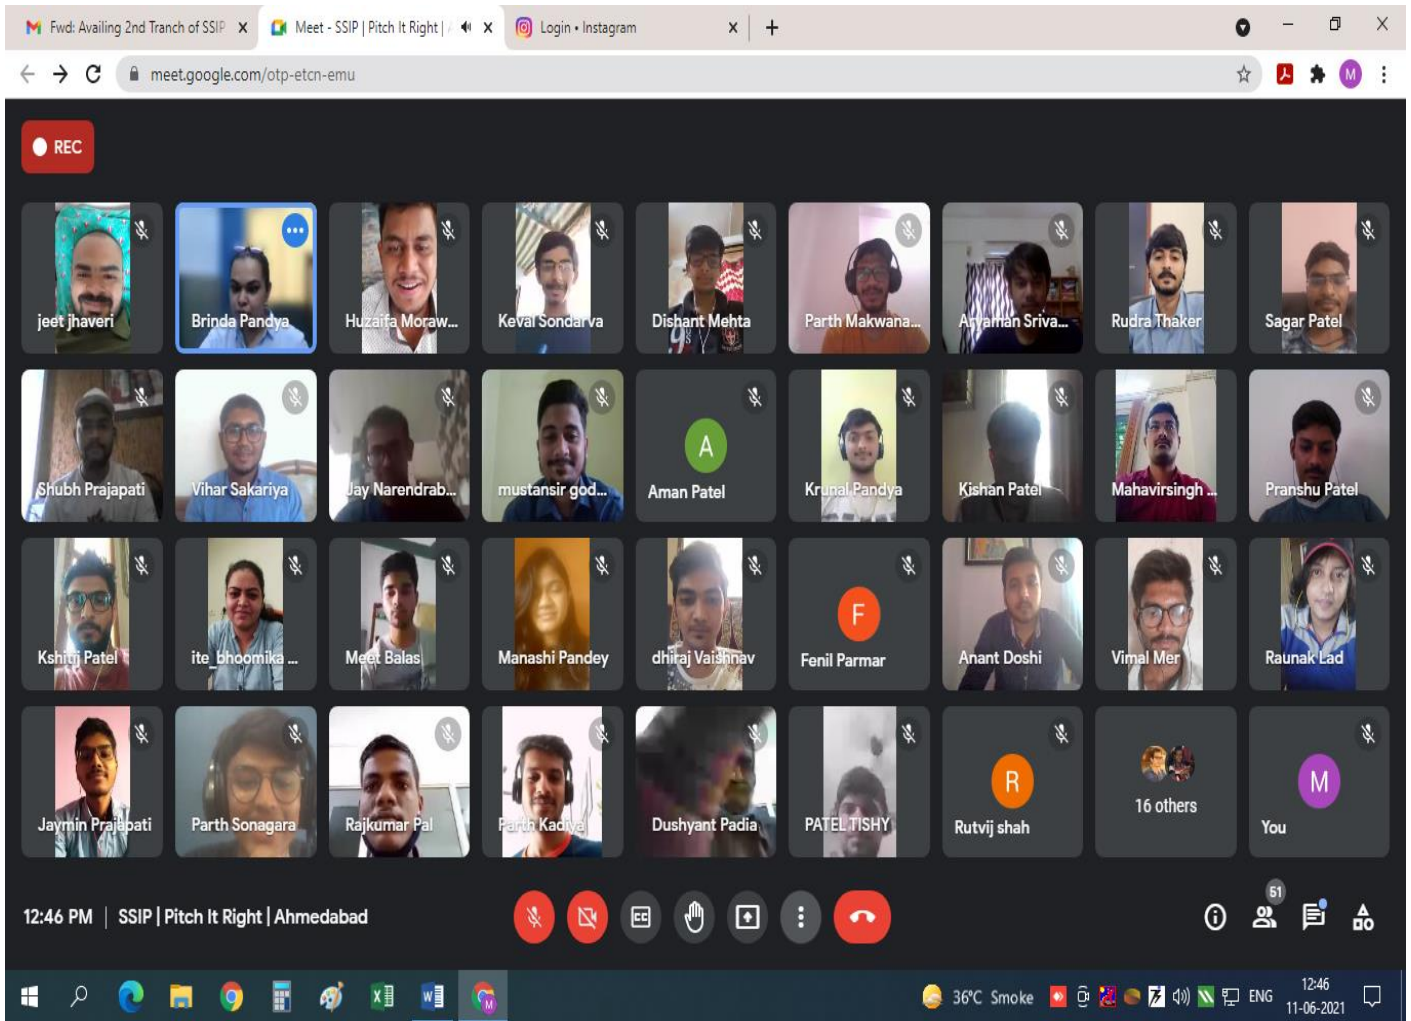 Fwd: Availing 2nd Tranch of SSIP
Meet - SSIP | Pitch It Right |
Login • Instagram
meet.google.com/otp-etcn-emu
M
REC
jeet jhaveri
Brinda Pandya
Huzaifa Moraw...
Keval Sondarva
Dishant Mehta
Parth Makwana...
Aryaman Sriva...
Rudra Thaker
Sagar Patel
Shubh Prajapati
Vihar Sakariya
Jay Narendrab...
mustansir god...
A
Aman Patel
Krunal Pandya
Kishan Patel
Mahavirsingh ...
Pranshu Patel
Kshitij Patel
ite_bhoomika ...
Meet Balas
Manashi Pandey
dhiraj Vaishnav
F
Fenil Parmar
Anant Doshi
Vimal Mer
Raunak Lad
Jaymin Prajapati
Parth Sonagara
Rajkumar Pal
Parth Kadiya
Dushyant Padia
PATEL TISHY
R
Rutvij shah
16 others
M
You
12:46 PM | SSIP | Pitch It Right | Ahmedabad
CC
51
36°C Smoke
ENG
12:46
11-06-2021